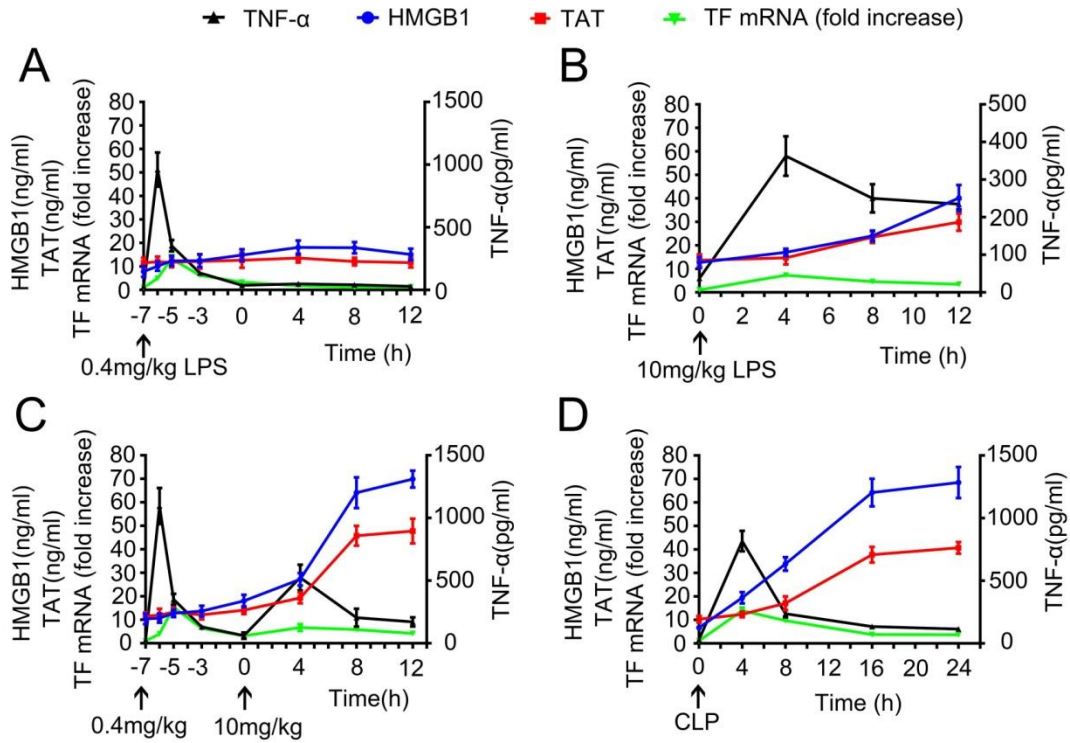 TNF-α HMGB1 TAT TF mRNA (fold increase)
A
HMGB1(ng/ml)
TAT(ng/ml)
TF mRNA (fold increase)
80
70
60
50
40
30
20
10
0
1500
1000
500
0
TNF-α(pg/ml)
-7 -5 -3 0 4 8 12
Time (h)
0.4mg/kg LPS
B
HMGB1(ng/ml)
TAT(ng/ml)
TF mRNA (fold increase)
80
70
60
50
40
30
20
10
0
500
400
300
200
100
0
TNF-α(pg/ml)
0 2 4 6 8 10 12
Time (h)
10mg/kg LPS
C
HMGB1(ng/ml)
TAT(ng/ml)
TF mRNA (fold increase)
80
70
60
50
40
30
20
10
0
1500
1000
500
0
TNF-α(pg/ml)
-7 -5 -3 0 4 8 12
Time(h)
0.4mg/kg 10mg/kg
D
HMGB1(ng/ml)
TAT(ng/ml)
TF mRNA (fold increase)
80
70
60
50
40
30
20
10
0
1500
1000
500
0
TNF-α(pg/ml)
0 4 8 12 16 20 24
Time (h)
CLP